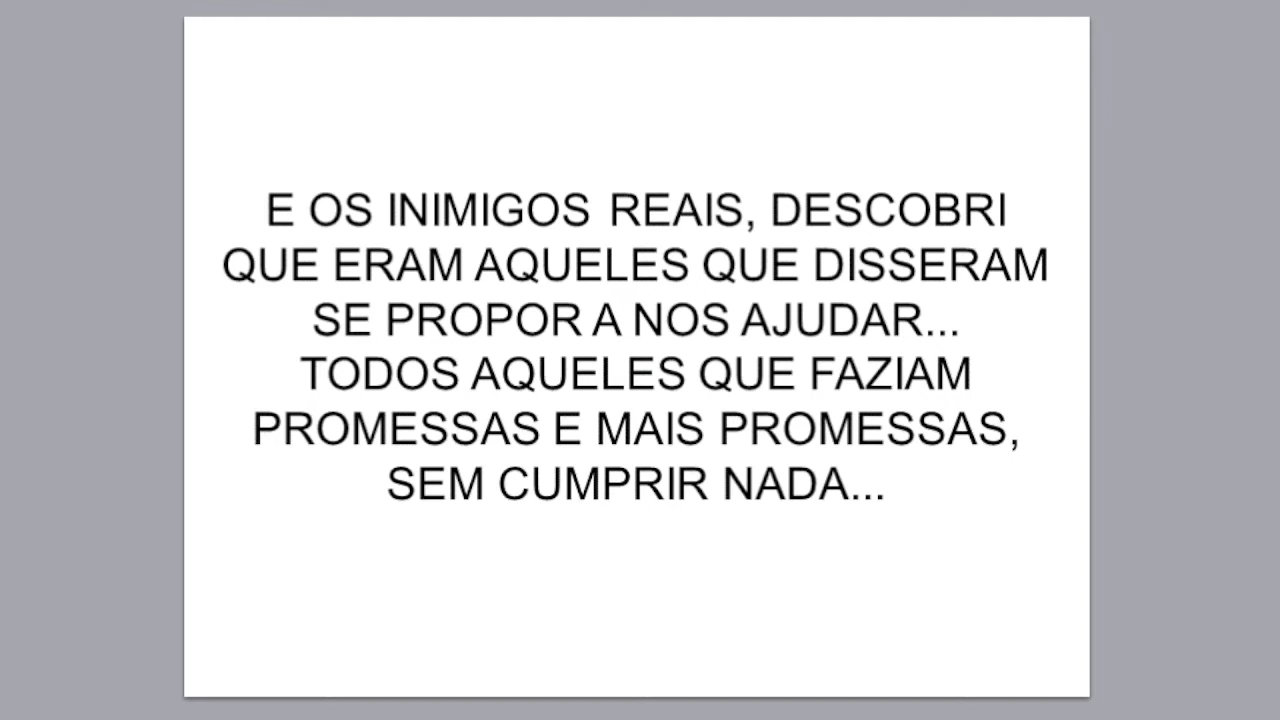 E OS INIMIGOS REAIS, DESCOBRI
QUE ERAM AQUELES QUE DISSERAM
SE PROPOR A NOS AJUDAR...
TODOS AQUELES QUE FAZIAM
PROMESSAS E MAIS PROMESSAS,
SEM CUMPRIR NADA...